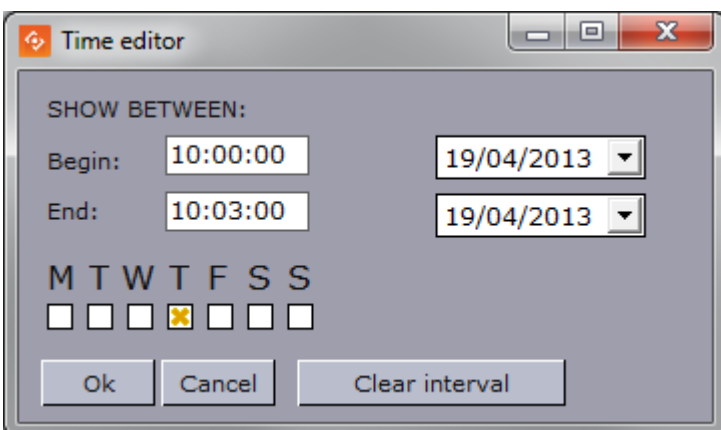 Time editor
SHOW BETWEEN:
Begin: 10:00:00 19/04/2013
End: 10:03:00 19/04/2013
M T W T F S S
Ok Cancel Clear interval